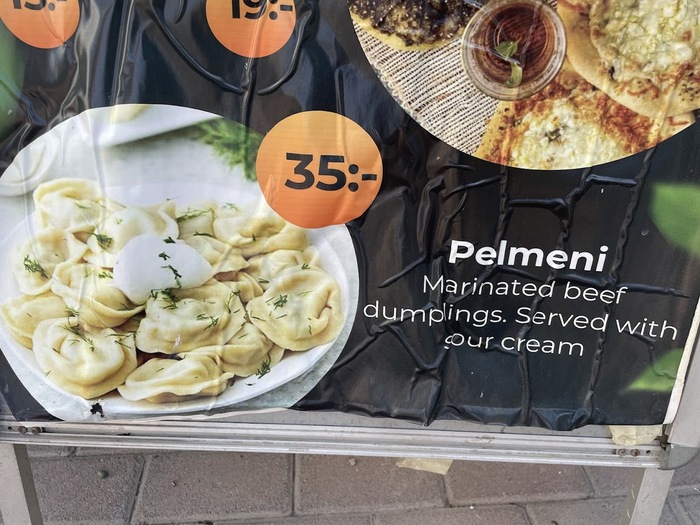 19:-
35:-
Pelmeni
Marinated beef
dumplings. Served with
our cream